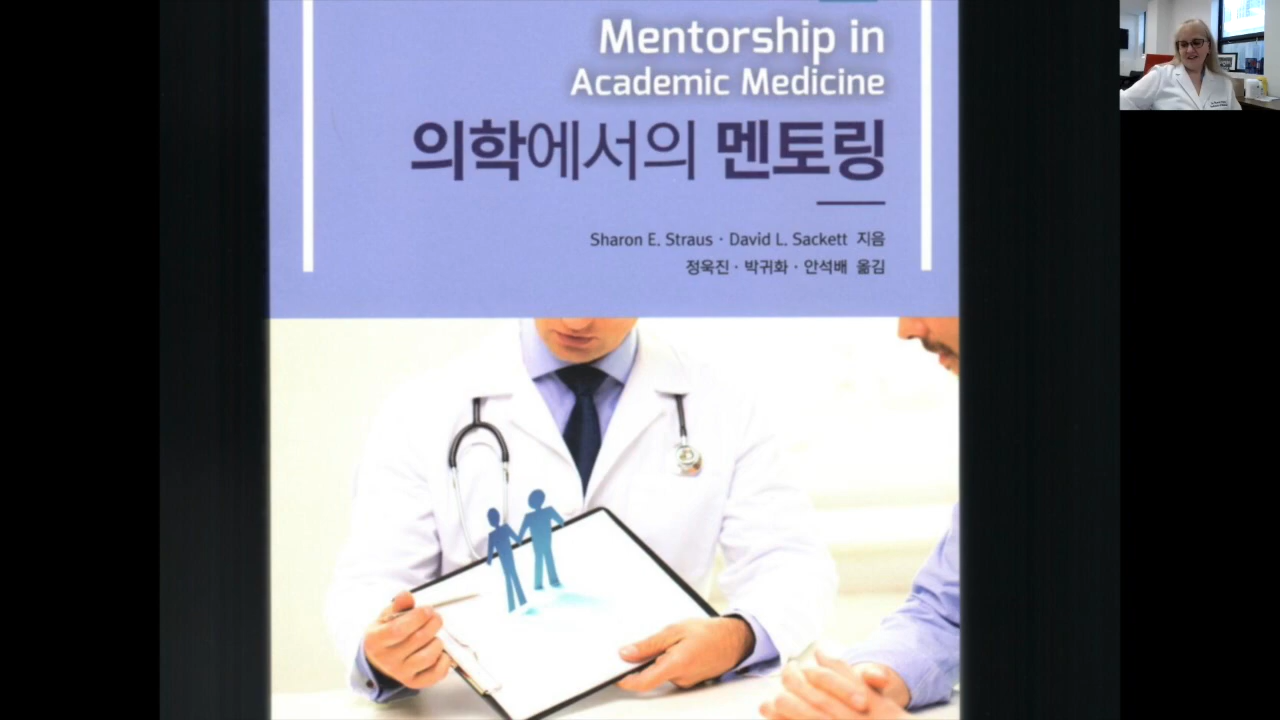 Mentorship in
Academic Medicine
의학에서의 멘토링
Sharon E. Straus · David L. Sackett 지음
정욱진 · 박귀화 · 안석배 옮김